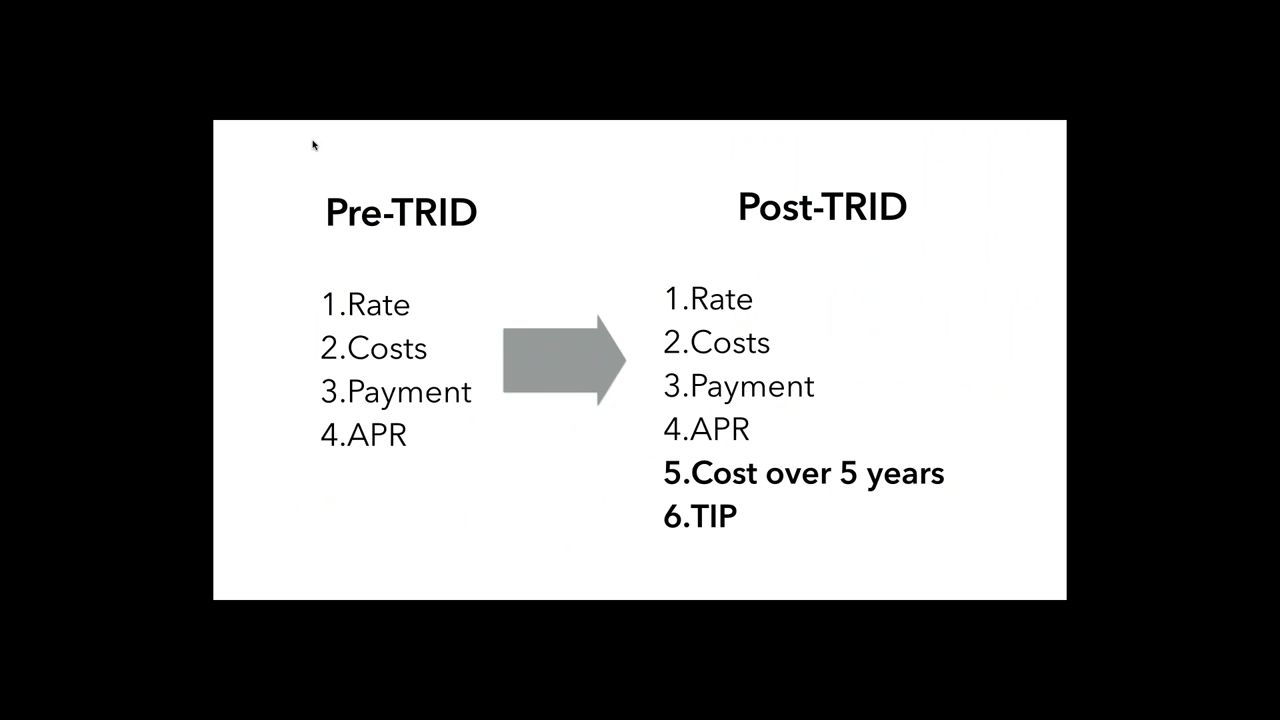 Pre-TRID
1.Rate
2.Costs
3.Payment
4.APR
Post-TRID
1.Rate
2.Costs
3.Payment
4.APR
5.Cost over 5 years
6.TIP